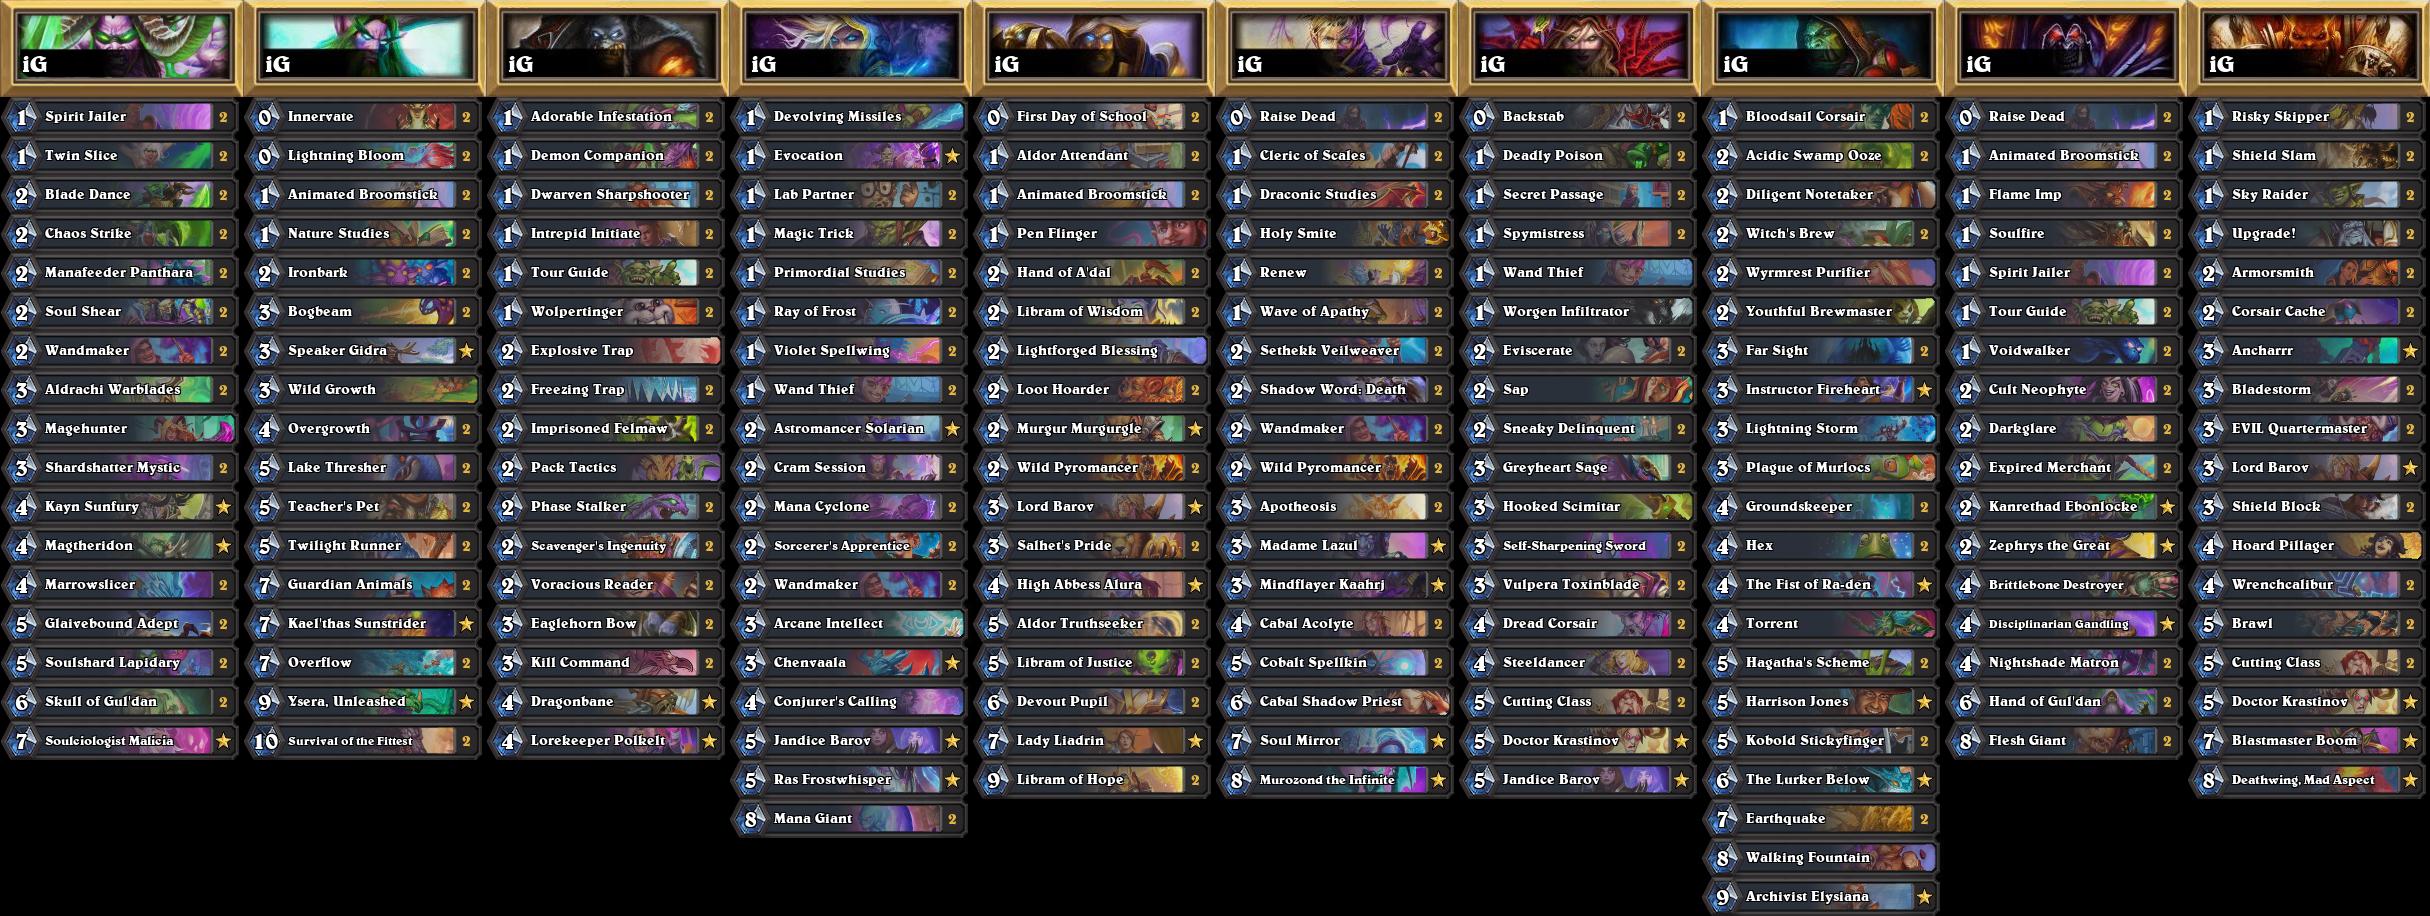 iG
1 Spirit Jailer 2
1 Twin Slice 2
2 Blade Dance 2
2 Chaos Strike 2
2 Manafeeder Panthara 2
2 Soul Shear 2
2 Wandmaker 2
3 Aldrachi Warblades 2
3 Magehunter
3 Shardshatter Mystic 2
4 Kayn Sunfury
4 Magtheridon
4 Marrowslicer 2
5 Glaivebound Adept 2
5 Soulshard Lapidary 2
6 Skull of Gul'dan 2
7 Soulciologist Malicia
iG
0 Innervate 2
0 Lightning Bloom 2
1 Animated Broomstick 2
1 Nature Studies 2
2 Ironbark 2
3 Bogbeam 2
3 Speaker Gidra
3 Wild Growth
4 Overgrowth 2
5 Lake Thresher 2
5 Teacher's Pet 2
5 Twilight Runner 2
7 Guardian Animals 2
7 Kael'thas Sunstrider
7 Overflow 2
9 Ysera, Unleashed
10 Survival of the Fittest 2
iG
1 Adorable Infestation 2
1 Demon Companion 2
1 Dwarven Sharpshooter 2
1 Intrepid Initiate 2
1 Tour Guide 2
1 Wolpertinger 2
2 Explosive Trap
2 Freezing Trap 2
2 Imprisoned Felmaw 2
2 Pack Tactics
2 Phase Stalker 2
2 Scavenger's Ingenuity 2
2 Voracious Reader 2
3 Eaglehorn Bow 2
3 Kill Command 2
4 Dragonbane
4 Lorekeeper Polkelt
iG
1 Devolving Missiles
1 Evocation
1 Lab Partner 2
1 Magic Trick 2
1 Primordial Studies 2
1 Ray of Frost 2
1 Violet Spellwing 2
1 Wand Thief 2
2 Astromancer Solarian
2 Cram Session 2
2 Mana Cyclone 2
2 Sorcerer's Apprentice 2
2 Wandmaker 2
3 Arcane Intellect
3 Chenvaala
4 Conjurer's Calling
5 Jandice Barov
5 Ras Frostwhisper
8 Mana Giant 2
iG
0 First Day of School 2
1 Aldor Attendant 2
1 Animated Broomstick 2
1 Pen Flinger
2 Hand of A'dal 2
2 Libram of Wisdom 2
2 Lightforged Blessing
2 Loot Hoarder 2
2 Murgur Murgurgle
2 Wild Pyromancer 2
3 Lord Barov
3 Salhet's Pride 2
4 High Abbess Alura
5 Aldor Truthseeker 2
5 Libram of Justice 2
6 Devout Pupil 2
7 Lady Liadrin
9 Libram of Hope 2
iG
0 Raise Dead 2
1 Cleric of Scales 2
1 Draconic Studies 2
1 Holy Smite
1 Renew 2
1 Wave of Apathy 2
2 Sethekk Veilweaver 2
2 Shadow Word: Death 2
2 Wandmaker 2
2 Wild Pyromancer 2
3 Apotheosis 2
3 Madame Lazul
3 Mindflayer Kaahrj
4 Cabal Acolyte 2
5 Cobalt Spellkin 2
6 Cabal Shadow Priest
7 Soul Mirror
8 Murozond the Infinite
iG
0 Backstab 2
1 Deadly Poison 2
1 Secret Passage 2
1 Spymistress 2
1 Wand Thief
1 Worgen Infiltrator
2 Eviscerate 2
2 Sap
2 Sneaky Delinquent 2
3 Greyheart Sage 2
3 Hooked Scimitar
3 Self-Sharpening Sword 2
3 Vulpera Toxinblade 2
4 Dread Corsair 2
4 Steeldancer 2
5 Cutting Class 2
5 Doctor Krastinov
5 Jandice Barov
iG
1 Bloodsail Corsair 2
2 Acidic Swamp Ooze 2
2 Diligent Notetaker
2 Witch's Brew 2
2 Wyrmrest Purifier
2 Youthful Brewmaster
3 Far Sight 2
3 Instructor Fireheart
3 Lightning Storm
3 Plague of Murlocs
4 Groundskeeper 2
4 Hex 2
4 The Fist of Ra-den
4 Torrent
5 Hagatha's Scheme 2
5 Harrison Jones
5 Kobold Stickyfinger 2
6 The Lurker Below
7 Earthquake 2
8 Walking Fountain
9 Archivist Elysiana
iG
0 Raise Dead 2
1 Animated Broomstick 2
1 Flame Imp 2
1 Soulfire 2
1 Spirit Jailer 2
1 Tour Guide 2
1 Voidwalker 2
2 Cult Neophyte 2
2 Darkglare 2
2 Expired Merchant 2
2 Kanrethad Ebonlocke
2 Zephrys the Great
4 Brittlebone Destroyer
4 Disciplinarian Gandling
4 Nightshade Matron 2
6 Hand of Gul'dan 2
8 Flesh Giant 2
iG
1 Risky Skipper 2
1 Shield Slam 2
1 Sky Raider 2
1 Upgrade! 2
2 Armorsmith 2
2 Corsair Cache 2
3 Ancharrr
3 Bladestorm 2
3 EVIL Quartermaster 2
3 Lord Barov
3 Shield Block 2
4 Hoard Pillager
4 Wrenchcalibur 2
5 Brawl 2
5 Cutting Class 2
5 Doctor Krastinov
7 Blastmaster Boom
8 Deathwing, Mad Aspect